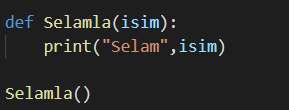 def Selamla(isim):
    print("Selam",isim)
Selamla()